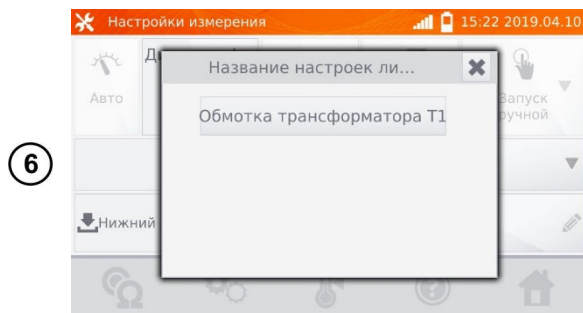 Настройки измерения 15:22 2019.04.10
Название настроек ли...
Авто
Запуск
ручной
Обмотка трансформатора Т1
6
Нижний